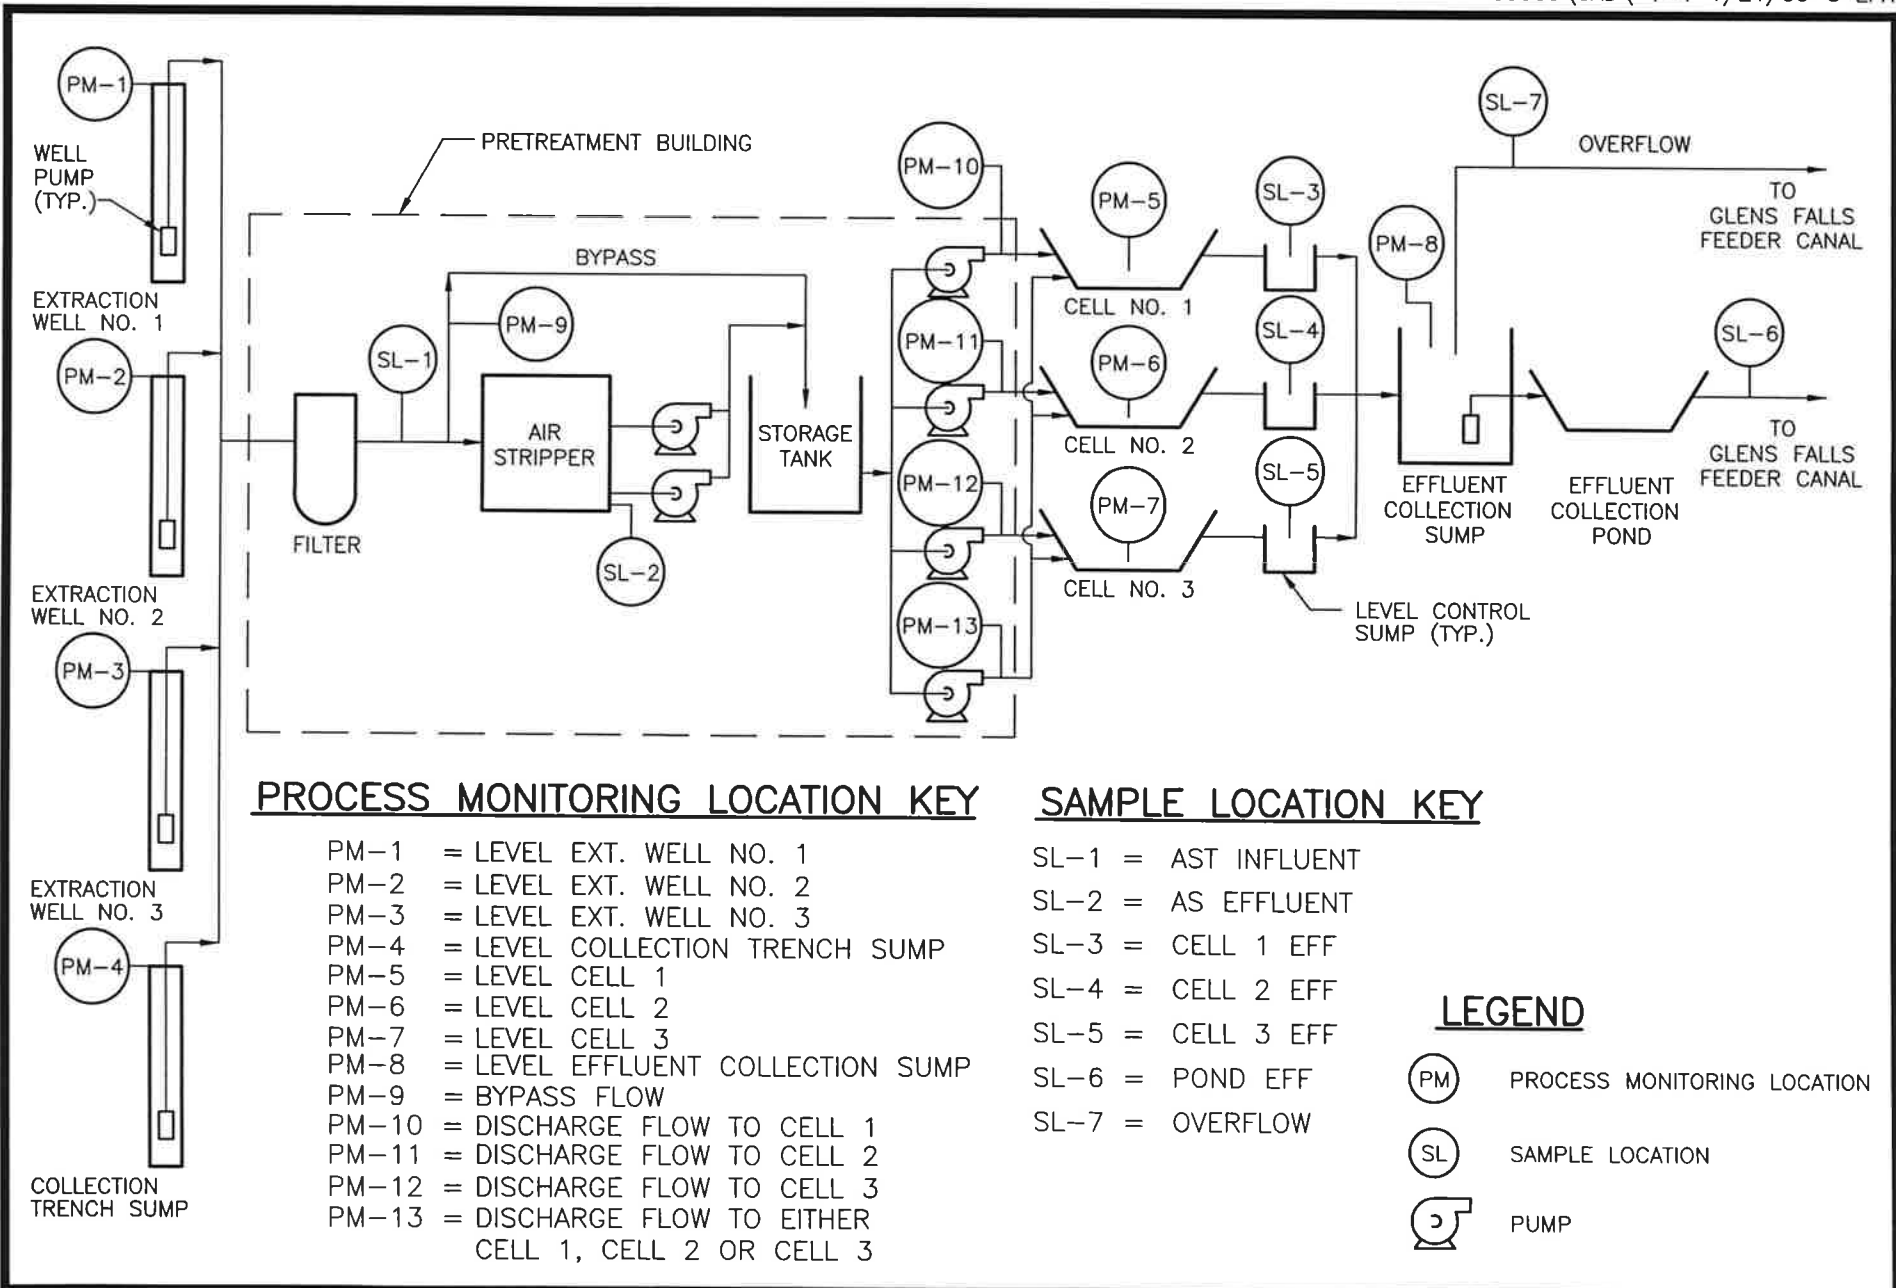 PM-1
WELL
PUMP
(TYP.)
EXTRACTION
WELL NO. 1
PM-2
EXTRACTION
WELL NO. 2
PM-3
EXTRACTION
WELL NO. 3
PM-4
COLLECTION
TRENCH SUMP
PRETREATMENT BUILDING
BYPASS
PM-9
SL-1
FILTER
AIR
STRIPPER
SL-2
STORAGE
TANK
PM-10
PM-11
PM-12
PM-13
PM-5
CELL NO. 1
PM-6
CELL NO. 2
PM-7
CELL NO. 3
SL-3
SL-4
SL-5
LEVEL CONTROL
SUMP (TYP.)
PM-8
SL-7
OVERFLOW
TO
GLENS FALLS
FEEDER CANAL
SL-6
TO
GLENS FALLS
FEEDER CANAL
EFFLUENT
COLLECTION
SUMP
EFFLUENT
COLLECTION
POND
PROCESS MONITORING LOCATION KEY
PM-1 = LEVEL EXT. WELL NO. 1
PM-2 = LEVEL EXT. WELL NO. 2
PM-3 = LEVEL EXT. WELL NO. 3
PM-4 = LEVEL COLLECTION TRENCH SUMP
PM-5 = LEVEL CELL 1
PM-6 = LEVEL CELL 2
PM-7 = LEVEL CELL 3
PM-8 = LEVEL EFFLUENT COLLECTION SUMP
PM-9 = BYPASS FLOW
PM-10 = DISCHARGE FLOW TO CELL 1
PM-11 = DISCHARGE FLOW TO CELL 2
PM-12 = DISCHARGE FLOW TO CELL 3
PM-13 = DISCHARGE FLOW TO EITHER
CELL 1, CELL 2 OR CELL 3
SAMPLE LOCATION KEY
SL-1 = AST INFLUENT
SL-2 = AS EFFLUENT
SL-3 = CELL 1 EFF
SL-4 = CELL 2 EFF
SL-5 = CELL 3 EFF
SL-6 = POND EFF
SL-7 = OVERFLOW
LEGEND
PM PROCESS MONITORING LOCATION
SL SAMPLE LOCATION
PUMP